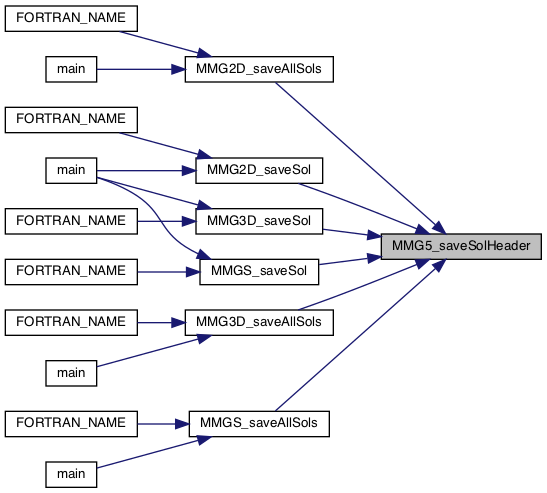 FORTRAN_NAME
main
MMG2D_saveAllSols
FORTRAN_NAME
main
MMG2D_saveSol
FORTRAN_NAME
MMG3D_saveSol
MMG5_saveSolHeader
FORTRAN_NAME
MMGS_saveSol
FORTRAN_NAME
MMG3D_saveAllSols
main
FORTRAN_NAME
MMGS_saveAllSols
main